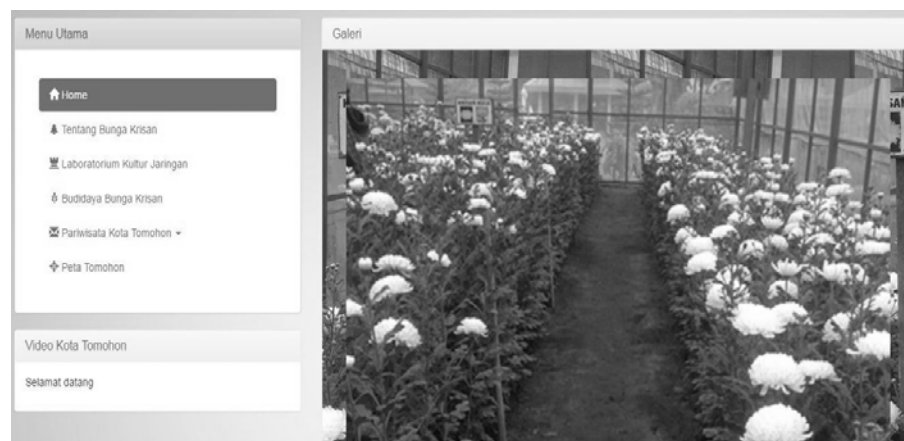 Menu Utama
Home
Tentang Bunga Krisan
Laboratorium Kultur Jaringan
Budidaya Bunga Krisan
Pariwisata Kota Tomohon
Peta Tomohon
Video Kota Tomohon
Selamat datang
Galeri